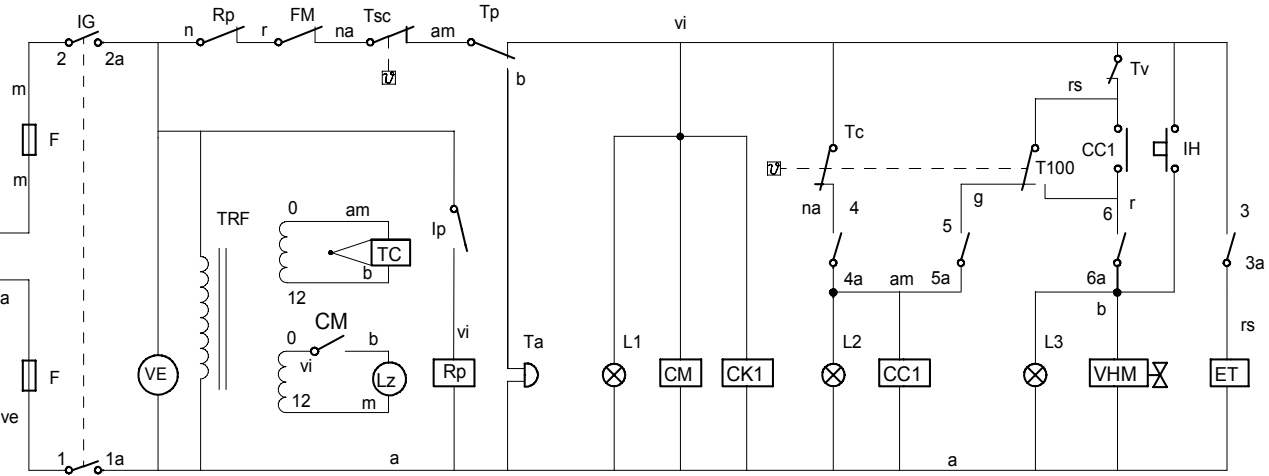 IG Rp FM Tsc Tp vi
2 2a n r na am b
ϑ
Tv
rs
m
F
m
Tc CC1 IH
ϑ T100
na 4 g 6 r
TRF 0 am Ip 5 3
TC
b
12
4a am 5a 6a 3a
a b
CM
0 vi b vi Ta L1 L2 L3 rs
F VE Lz Rp CM CK1 CC1 VHM ET
12 m
ve
1 1a a a